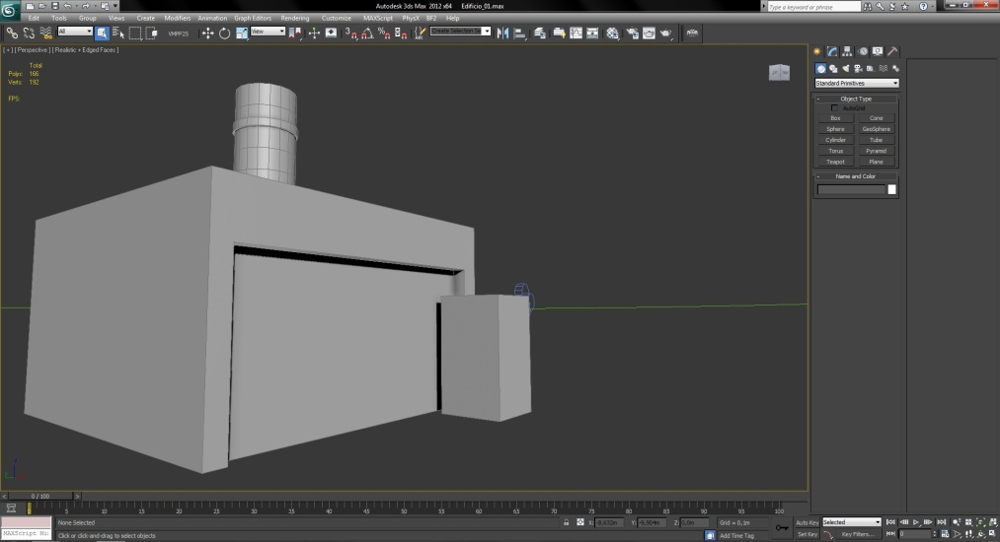 Autodesk 3ds Max 2012 x64 Edificio_01.max
Type a keyword or phrase
Edit Tools Group Views Create Modifiers Animation Graph Editors Rendering Customize MAXScript PhysX BF2 Help
All VMPP25 View Create Selection Se
[ + ] [ Perspective ] [ Realistic + Edged Faces ]
Total
Polys: 166
Verts: 192
FPS:
Standard Primitives
Object Type
AutoGrid
Box Cone
Sphere GeoSphere
Cylinder Tube
Torus Pyramid
Teapot Plane
Name and Color
0 / 100
0 5 10 15 20 25 30 35 40 45 50 55 60 65 70 75 80 85 90 95 100
None Selected X: Y: Z: 0,0m Grid = 0,1m Auto Key Selected
MAXScript Mi Click or click-and-drag to select objects Add Time Tag Set Key Key Filters... 0